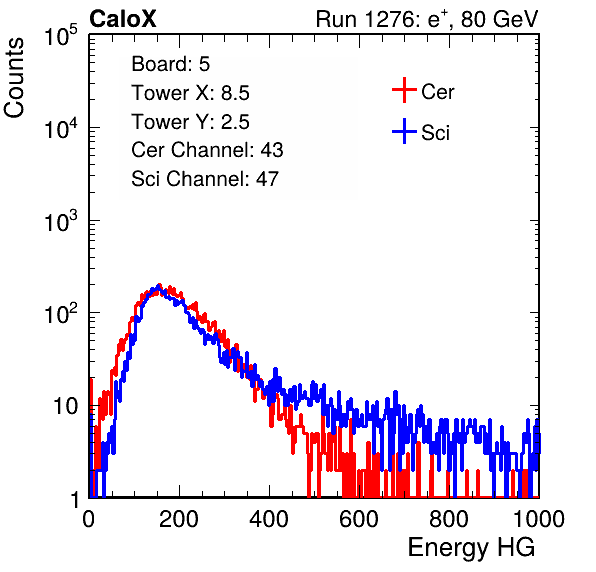 CaloX Run 1276: e⁺, 80 GeV
Counts
10⁵
10⁴
10³
10²
10
1
Board: 5
Tower X: 8.5
Tower Y: 2.5
Cer Channel: 43
Sci Channel: 47
Cer
Sci
0 200 400 600 800 1000
Energy HG